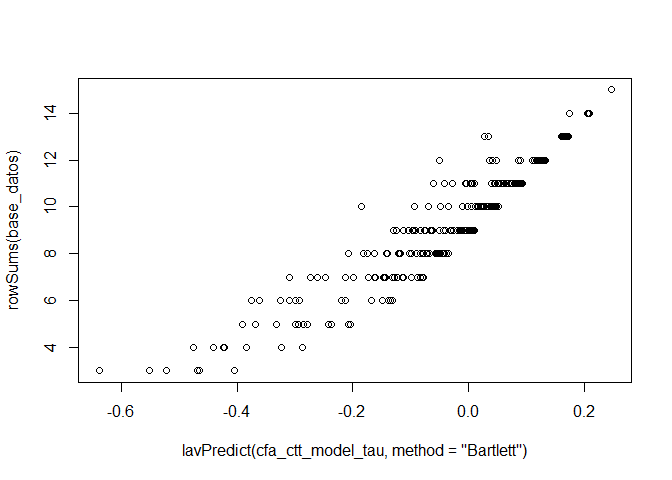 rowSums(base_datos)
14
12
10
8
6
4
-0.6 -0.4 -0.2 0.0 0.2
lavPredict(cfa_ctt_model_tau, method = "Bartlett")